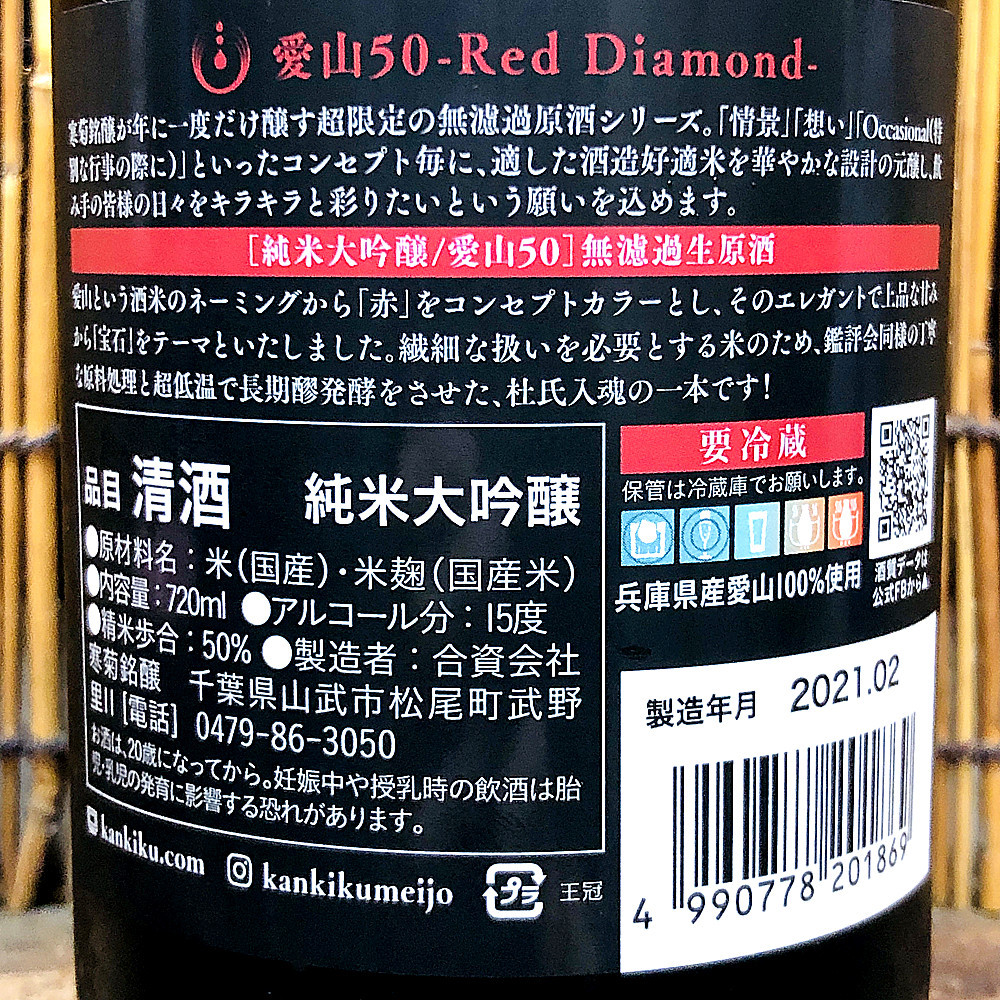 愛山50-Red Diamond-
寒菊銘醸が年に一度だけ醸す超限定の無濾過原酒シリーズ。「情景」「想い」「Occasional(特
別な行事の際に)」といったコンセプト毎に、適した酒造好適米を華やかな設計の元醸し、飲
み手の皆様の日々をキラキラと彩りたいという願いを込めます。
[純米大吟醸/愛山50]無濾過生原酒
愛山という酒米のネーミングから「赤」をコンセプトカラーとし、そのエレガントで上品な甘み
から「宝石」をテーマといたしました。繊細な扱いを必要とする米のため、鑑評会同様の丁寧
な原料処理と超低温で長期醪発酵をさせた、杜氏入魂の一本です!
品目 清酒 純米大吟醸
●原材料名:米(国産)・米麹(国産米)
●内容量:720ml ●アルコール分:15度
●精米歩合:50% ●製造者:合資会社
寒菊銘醸 千葉県山武市松尾町武野
里川 [電話] 0479-86-3050
お酒は、20歳になってから。妊娠中や授乳時の飲酒は胎
児・乳児の発育に影響する恐れがあります。
kankiku.com kankikumeijo プラ 王冠
要冷蔵
保管は冷蔵庫でお願いします。
兵庫県産愛山100%使用
酒質データは
公式FBから
製造年月 2021.02
4 990778 201869